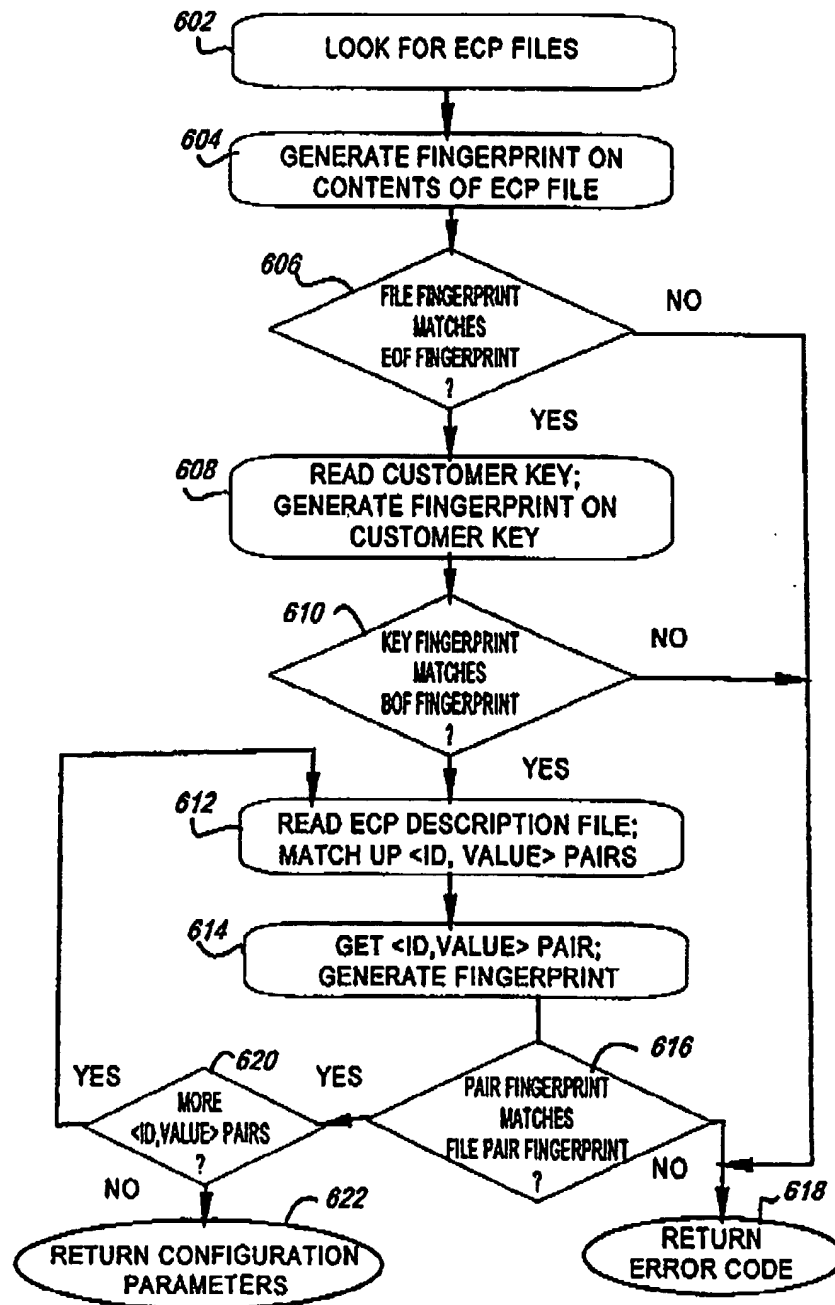 602
LOOK FOR ECP FILES
604
GENERATE FINGERPRINT ON
CONTENTS OF ECP FILE
606
FILE FINGERPRINT
MATCHES
EOF FINGERPRINT
?
NO
YES
608
READ CUSTOMER KEY;
GENERATE FINGERPRINT ON
CUSTOMER KEY
610
KEY FINGERPRINT
MATCHES
BOF FINGERPRINT
?
NO
YES
612
READ ECP DESCRIPTION FILE;
MATCH UP <ID, VALUE> PAIRS
614
GET <ID,VALUE> PAIR;
GENERATE FINGERPRINT
616
PAIR FINGERPRINT
MATCHES
FILE PAIR FINGERPRINT
?
YES
NO
620
MORE
<ID,VALUE> PAIRS
?
YES
NO
622
RETURN CONFIGURATION
PARAMETERS
618
RETURN
ERROR CODE